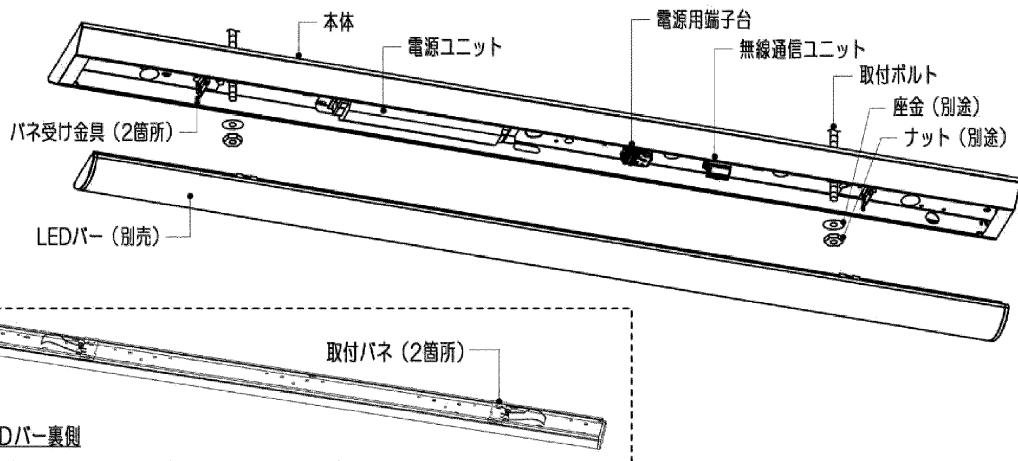 本体
電源ユニット
電源用端子台
無線通信ユニット
取付ボルト
座金（別途）
ナット（別途）
バネ受け金具（2箇所）
LEDバー（別売）
取付バネ（2箇所）
Dバー裏側